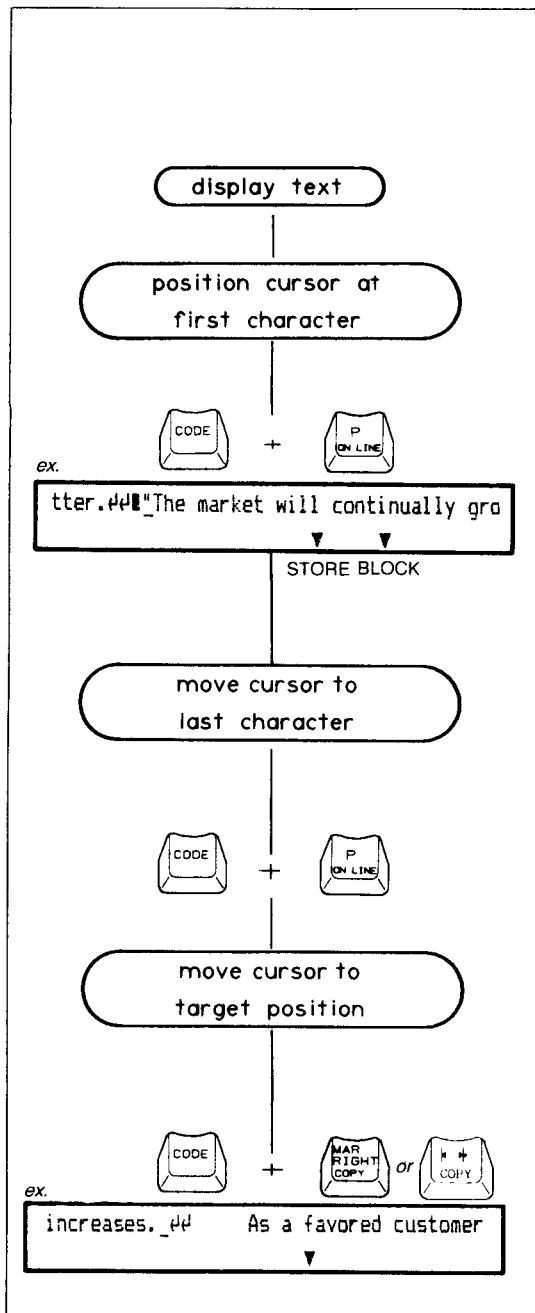 display text
position cursor at
first character
CODE + P ON LINE
ex.
tter.↵↵"_The market will continually gro
STORE BLOCK
move cursor to
last character
CODE + P ON LINE
move cursor to
target position
CODE + MAR RIGHT COPY or COPY
ex.
increases._↵↵ As a favored customer